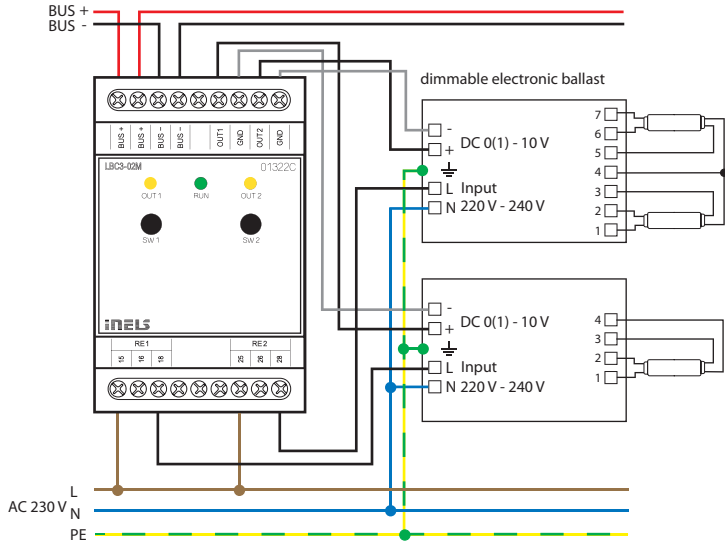 BUS +
BUS -
BUS +
BUS +
BUS -
BUS -
OUT1
GND
OUT2
GND
LBC3-02M 01322C
OUT 1 RUN OUT 2
SW 1 SW 2
iNELS
RE1 RE2
15 16 18 25 26 28
dimmable electronic ballast
-
+ DC 0(1) - 10 V
L Input
N 220 V - 240 V
7
6
5
4
3
2
1
-
+ DC 0(1) - 10 V
L Input
N 220 V - 240 V
4
3
2
1
AC 230 V
L
N
PE